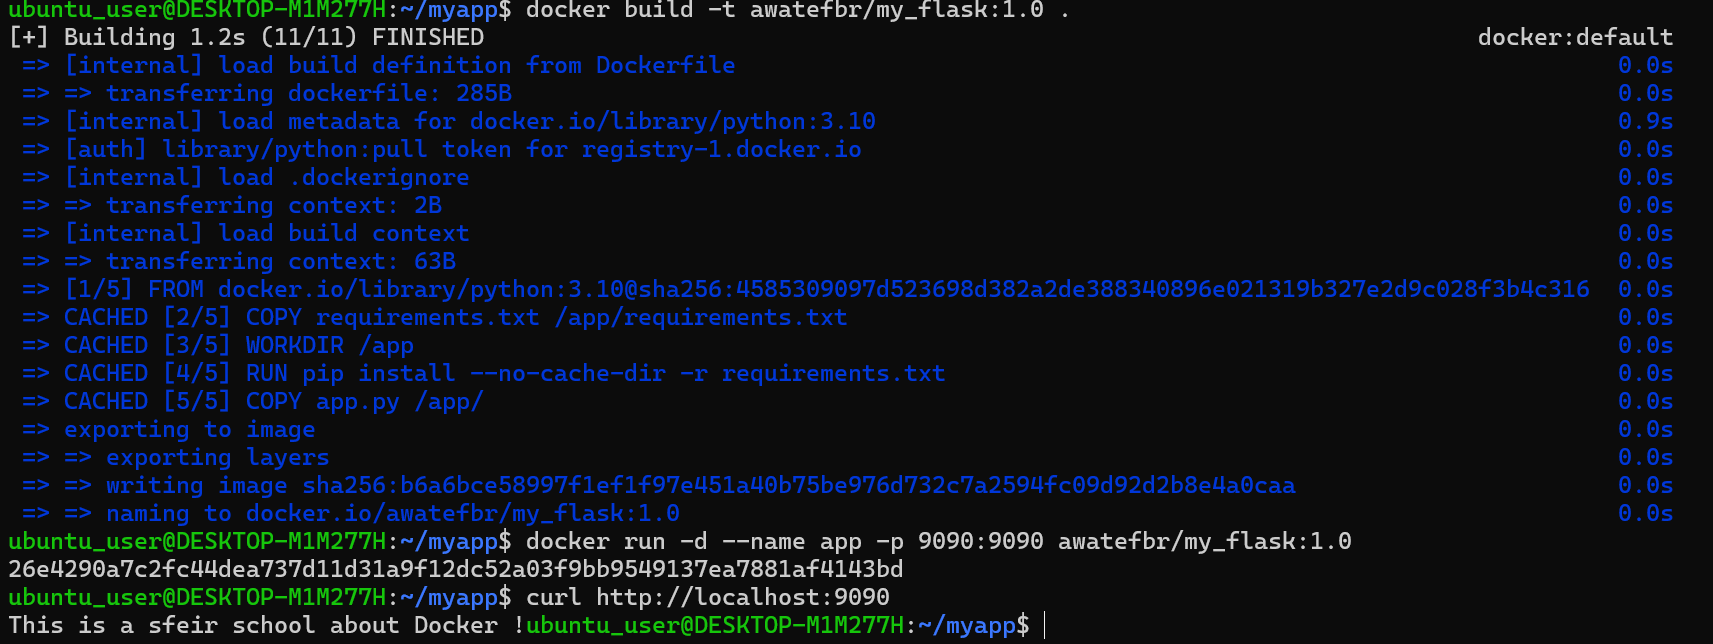 ubuntu_user@DESKTOP-M1M277H:~/myapp$ docker build -t awatefbr/my_flask:1.0 .
[+] Building 1.2s (11/11) FINISHED docker:default
=> [internal] load build definition from Dockerfile 0.0s
=> => transferring dockerfile: 285B 0.0s
=> [internal] load metadata for docker.io/library/python:3.10 0.9s
=> [auth] library/python:pull token for registry-1.docker.io 0.0s
=> [internal] load .dockerignore 0.0s
=> => transferring context: 2B 0.0s
=> [internal] load build context 0.0s
=> => transferring context: 63B 0.0s
=> [1/5] FROM docker.io/library/python:3.10@sha256:4585309097d523698d382a2de388340896e021319b327e2d9c028f3b4c316 0.0s
=> CACHED [2/5] COPY requirements.txt /app/requirements.txt 0.0s
=> CACHED [3/5] WORKDIR /app 0.0s
=> CACHED [4/5] RUN pip install --no-cache-dir -r requirements.txt 0.0s
=> CACHED [5/5] COPY app.py /app/ 0.0s
=> exporting to image 0.0s
=> => exporting layers 0.0s
=> => writing image sha256:b6a6bce58997f1ef1f97e451a40b75be976d732c7a2594fc09d92d2b8e4a0caa 0.0s
=> => naming to docker.io/awatefbr/my_flask:1.0 0.0s
ubuntu_user@DESKTOP-M1M277H:~/myapp$ docker run -d --name app -p 9090:9090 awatefbr/my_flask:1.0
26e4290a7c2fc44dea737d11d31a9f12dc52a03f9bb9549137ea7881af4143bd
ubuntu_user@DESKTOP-M1M277H:~/myapp$ curl http://localhost:9090
This is a sfeir school about Docker !ubuntu_user@DESKTOP-M1M277H:~/myapp$